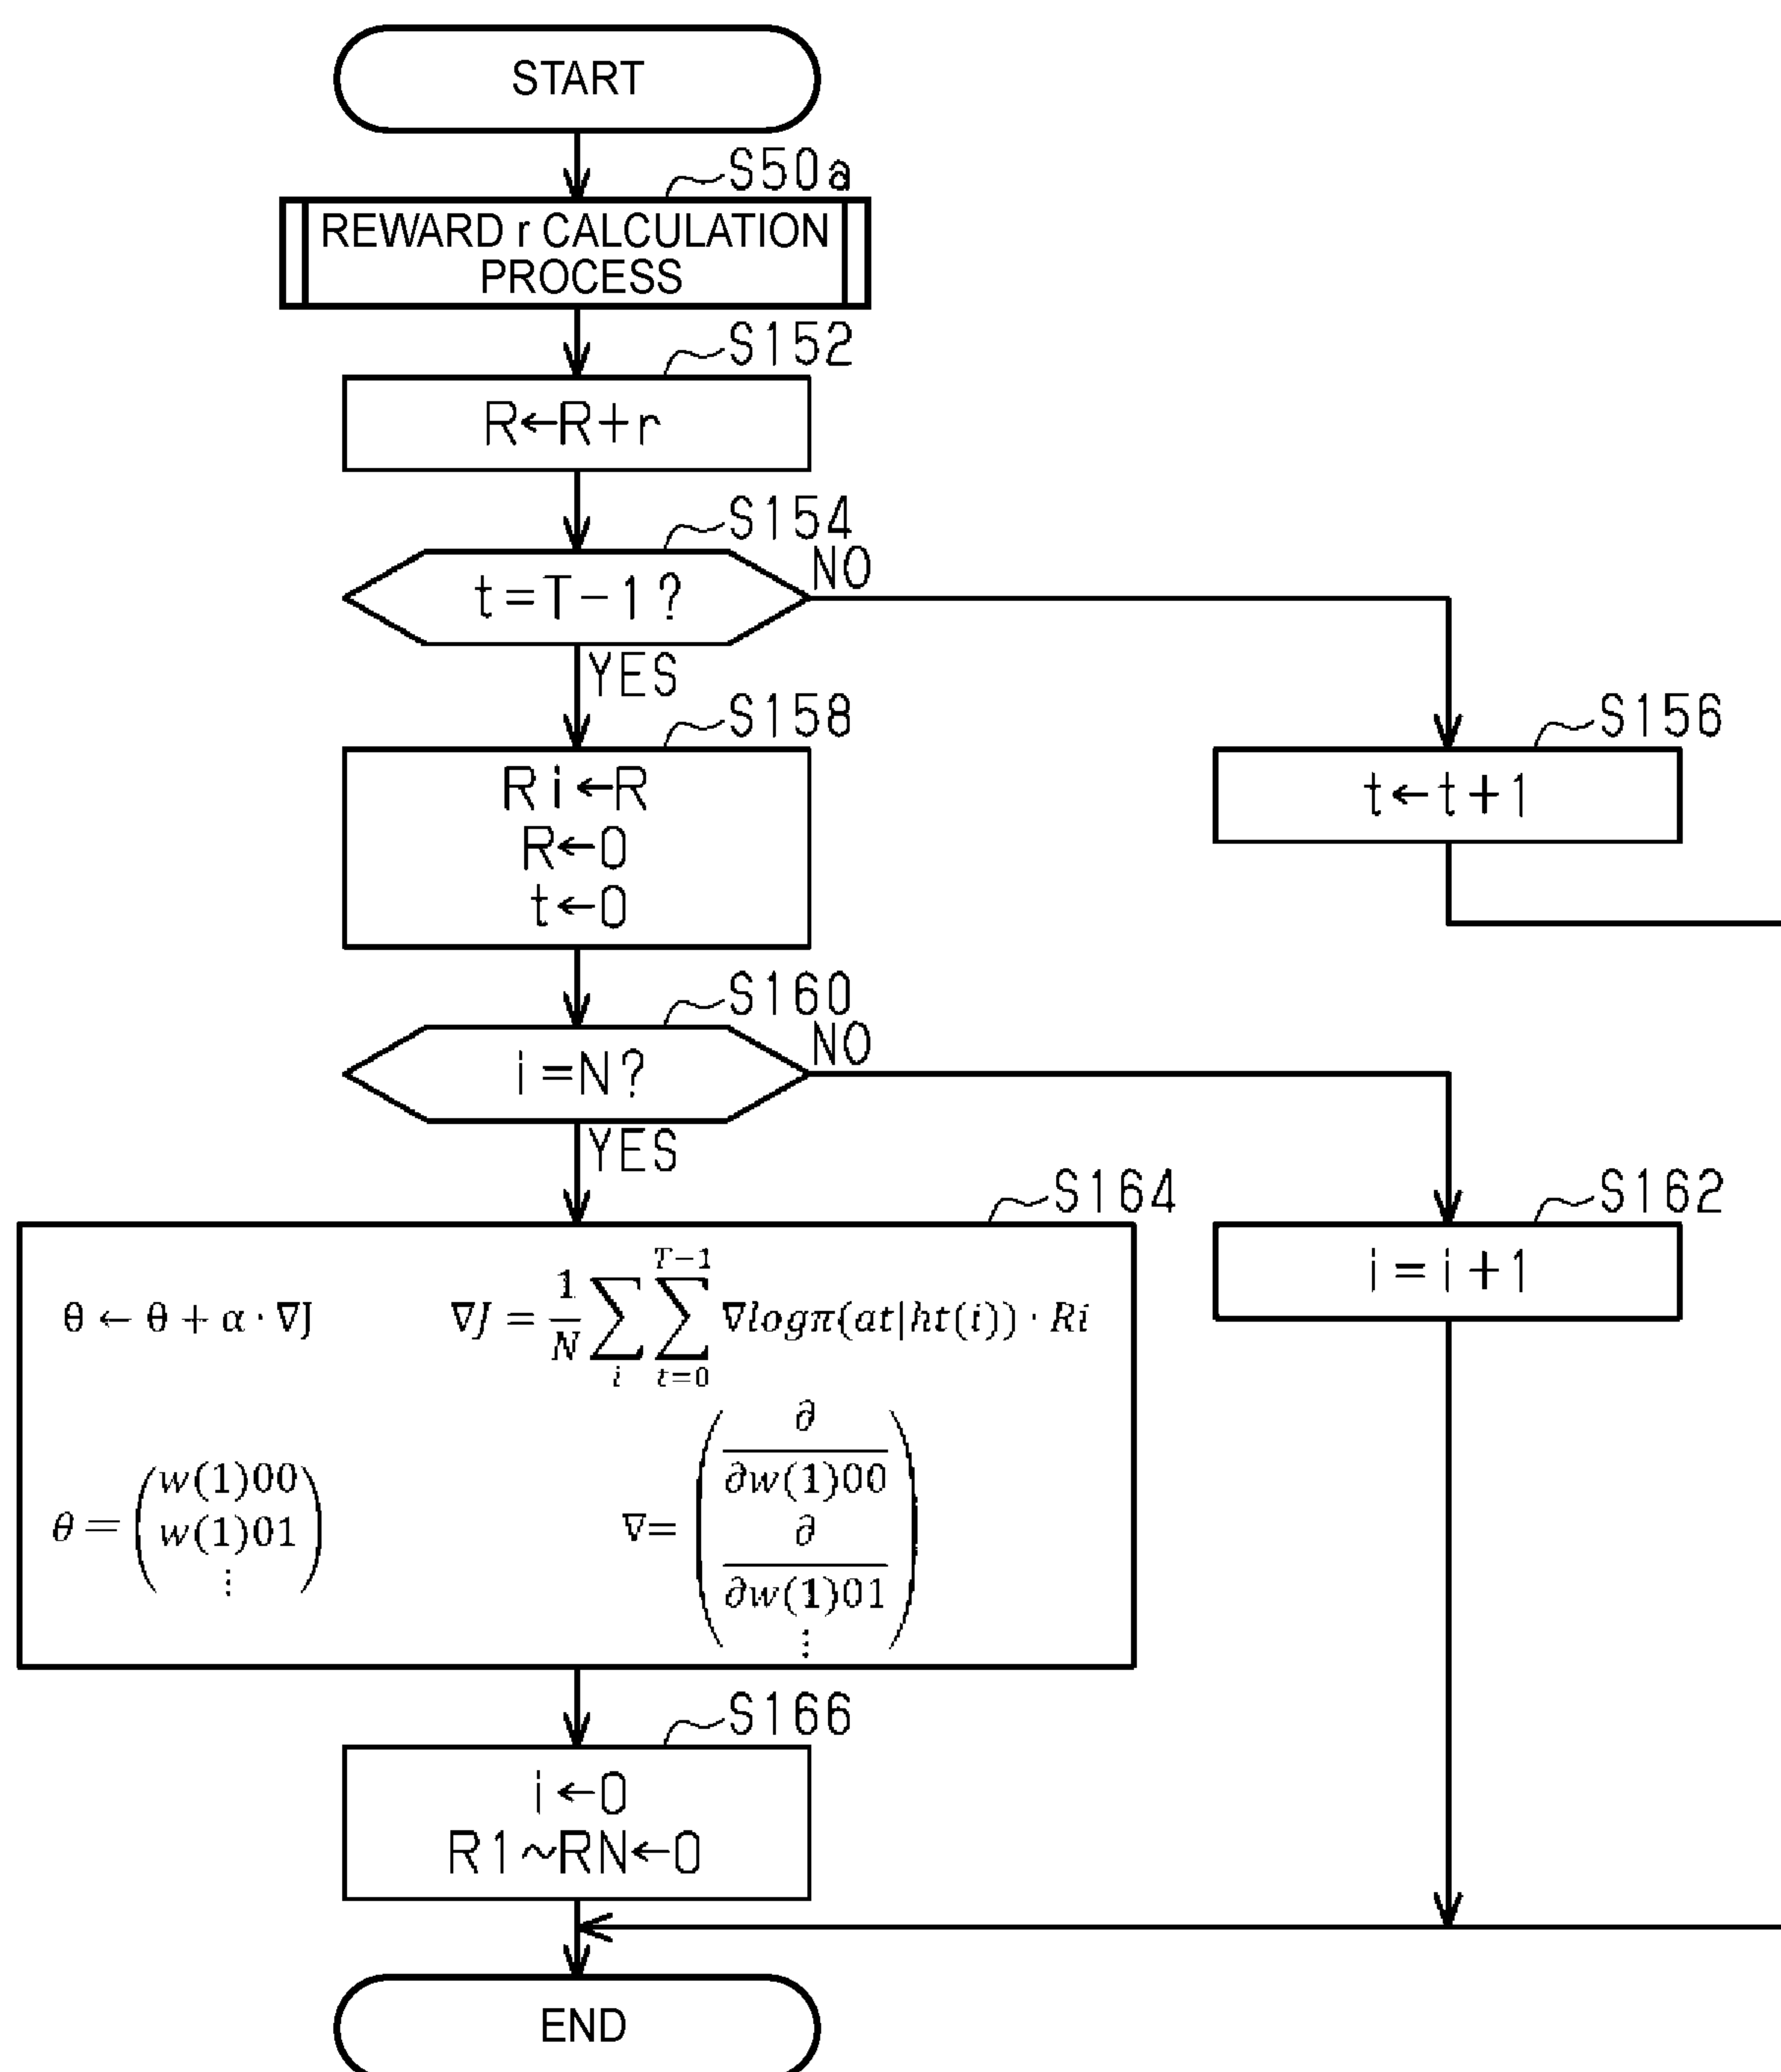 START
S50a
REWARD r CALCULATION
PROCESS
S152
R←R+r
S154
t=T-1?
NO
YES
S158
Ri←R
R←0
t←0
S156
t←t+1
S160
i=N?
NO
YES
S164
θ ← θ + α · ∇J
∇J = 1/N ∑i ∑t=0 T−1 ∇logπ(at|ht(i)) · Ri
θ = (w(1)00
w(1)01
⋮)
∇= (∂/∂w(1)00
∂/∂w(1)01
⋮)
S162
i=i+1
S166
i←0
R1~RN←0
END